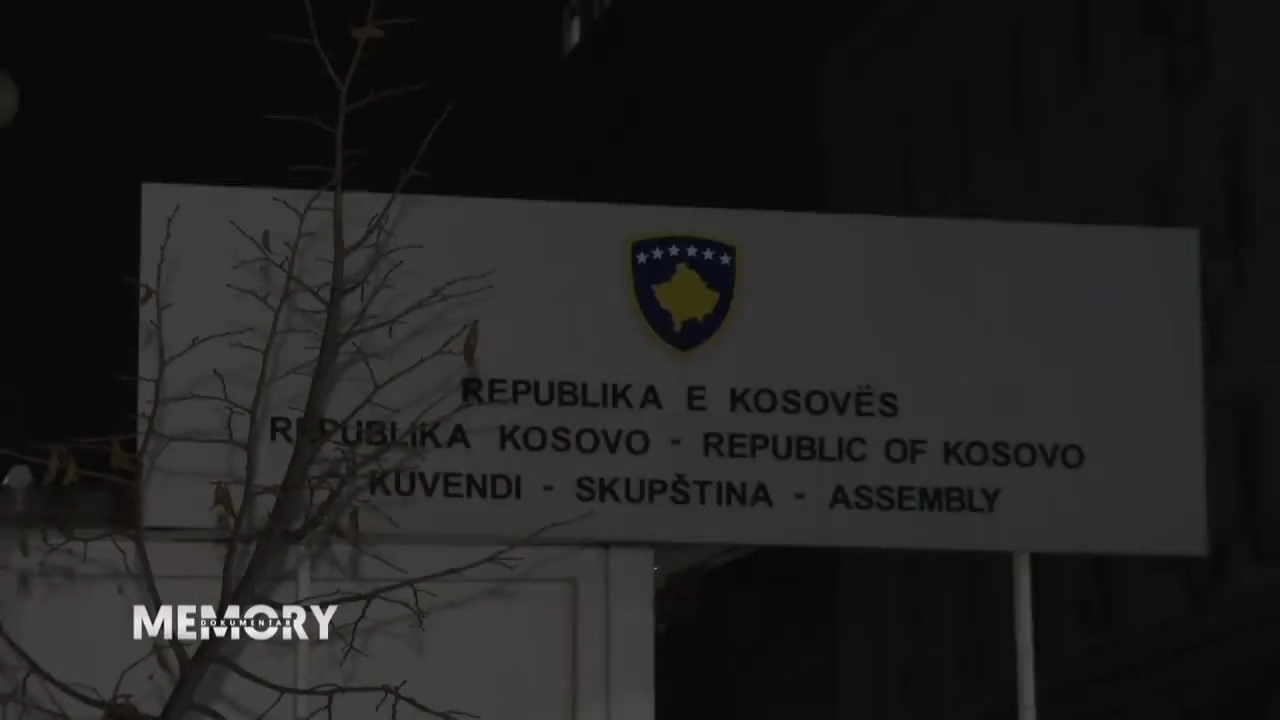 REPUBLIKA E KOSOVËS
REPUBLIKA KOSOVO - REPUBLIC OF KOSOVO
KUVENDI - SKUPŠTINA - ASSEMBLY
MEMORY
DOKUMENTAR